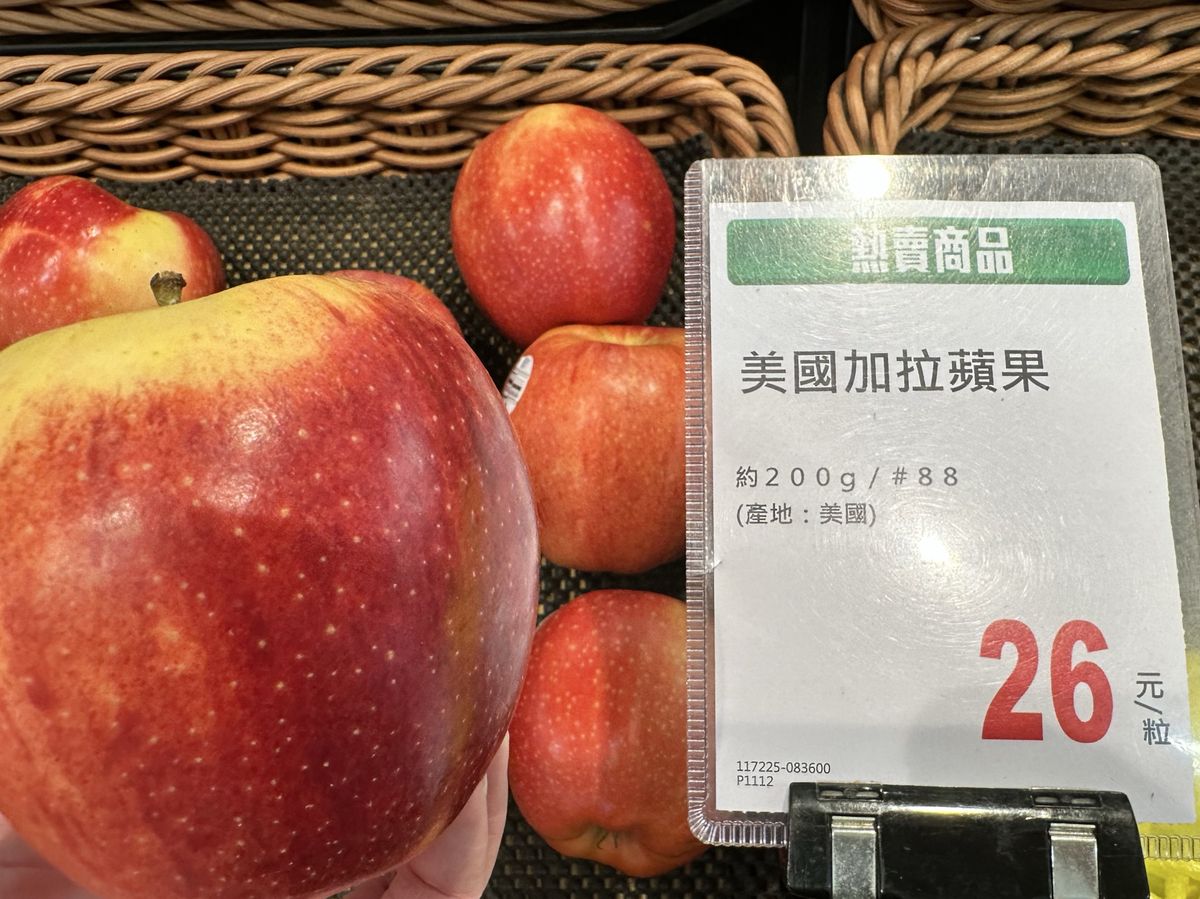 熱賣商品
美國加拉蘋果
約200g/#88
(產地：美國)
26
元/粒
117225-083600
P1112